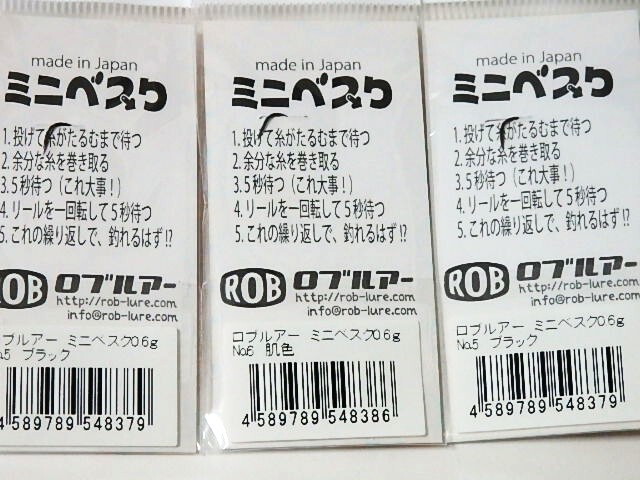 made in Japan
ミニベスク
1.投げて糸がたるむまで待つ
2.余分な糸を巻き取る
3.5秒待つ(これ大事!)
4.リールを一回転して5秒待つ
5.これの繰り返しで、釣れるはず!?
ROB ロブルアー
http://rob-lure.com
info@rob-lure.com
ロブルアー ミニベスク0.6g
No.5 ブラック
4 589789 548379
made in Japan
ミニベスク
1.投げて糸がたるむまで待つ
2.余分な糸を巻き取る
3.5秒待つ(これ大事!)
4.リールを一回転して5秒待つ
5.これの繰り返しで、釣れるはず!?
ROB ロブルアー
http://rob-lure.com
info@rob-lure.com
ロブルアー ミニベスク0.6g
No.6 肌色
4 589789 548386
made in Japan
ミニベスク
1.投げて糸がたるむまで待つ
2.余分な糸を巻き取る
3.5秒待つ(これ大事!)
4.リールを一回転して5秒待つ
5.これの繰り返しで、釣れるはず!?
ROB ロブルアー
http://rob-lure.com
info@rob-lure.com
ロブルアー ミニベスク0.6g
No.5 ブラック
4 589789 548379